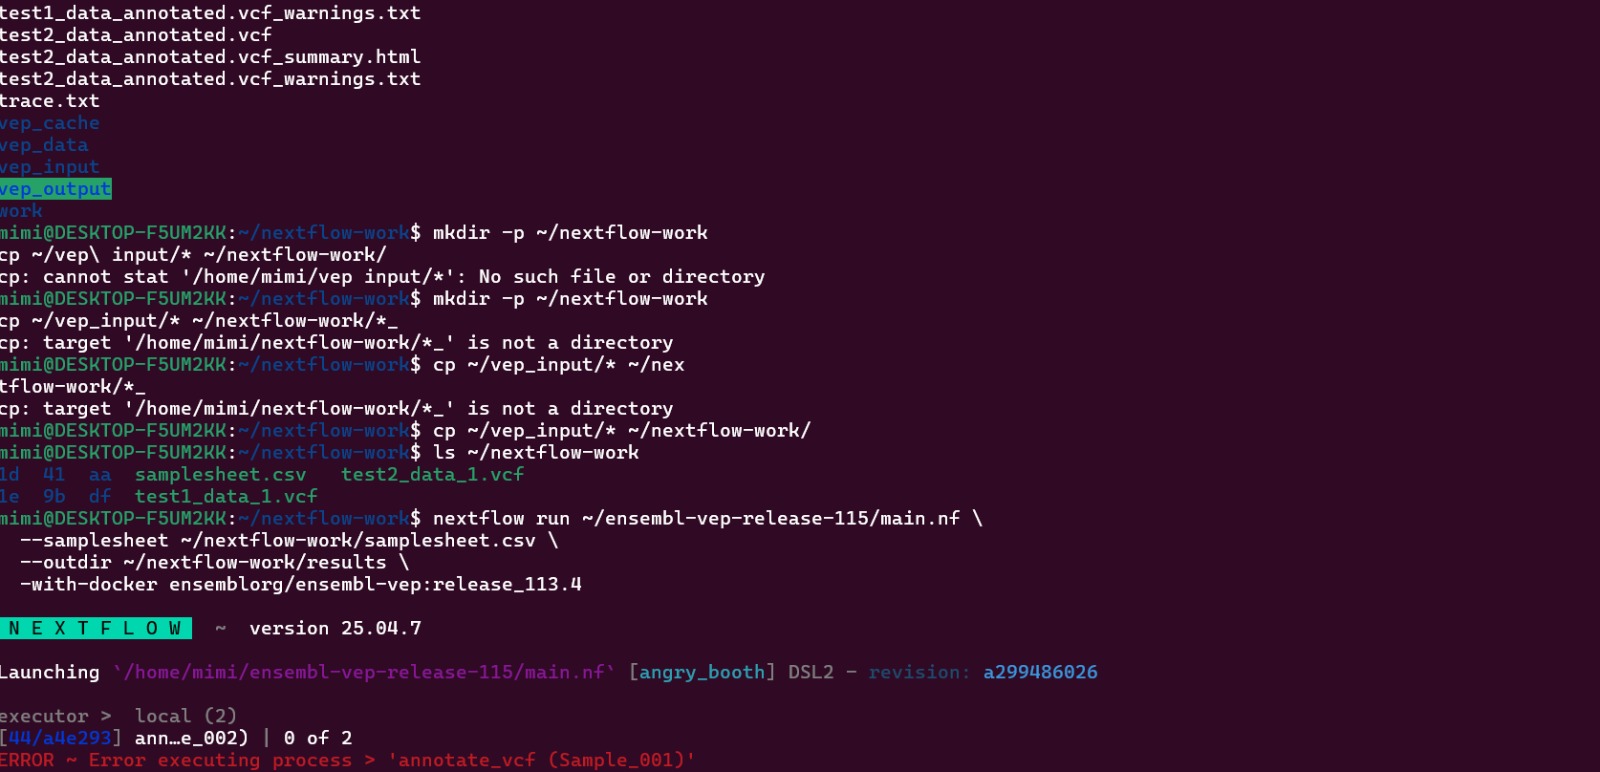 test1_data_annotated.vcf_warnings.txt
test2_data_annotated.vcf
test2_data_annotated.vcf_summary.html
test2_data_annotated.vcf_warnings.txt
trace.txt
vep_cache
vep_data
vep_input
vep_output
work
mimi@DESKTOP-F5UM2KK:~/nextflow-work$ mkdir -p ~/nextflow-work
cp ~/vep\ input/* ~/nextflow-work/
cp: cannot stat '/home/mimi/vep input/*': No such file or directory
mimi@DESKTOP-F5UM2KK:~/nextflow-work$ mkdir -p ~/nextflow-work
cp ~/vep_input/* ~/nextflow-work/*_
cp: target '/home/mimi/nextflow-work/*_' is not a directory
mimi@DESKTOP-F5UM2KK:~/nextflow-work$ cp ~/vep_input/* ~/nex
tflow-work/*_
cp: target '/home/mimi/nextflow-work/*_' is not a directory
mimi@DESKTOP-F5UM2KK:~/nextflow-work$ cp ~/vep_input/* ~/nextflow-work/
mimi@DESKTOP-F5UM2KK:~/nextflow-work$ ls ~/nextflow-work
1d  41  aa  samplesheet.csv   test2_data_1.vcf
1e  9b  df  test1_data_1.vcf
mimi@DESKTOP-F5UM2KK:~/nextflow-work$ nextflow run ~/ensembl-vep-release-115/main.nf \
  --samplesheet ~/nextflow-work/samplesheet.csv \
  --outdir ~/nextflow-work/results \
  -with-docker ensemblorg/ensembl-vep:release_113.4
N E X T F L O W  ~  version 25.04.7
Launching `/home/mimi/ensembl-vep-release-115/main.nf` [angry_booth] DSL2 - revision: a299486026
executor >  local (2)
[44/a4e293] ann…e_002) | 0 of 2
ERROR ~ Error executing process > 'annotate_vcf (Sample_001)'